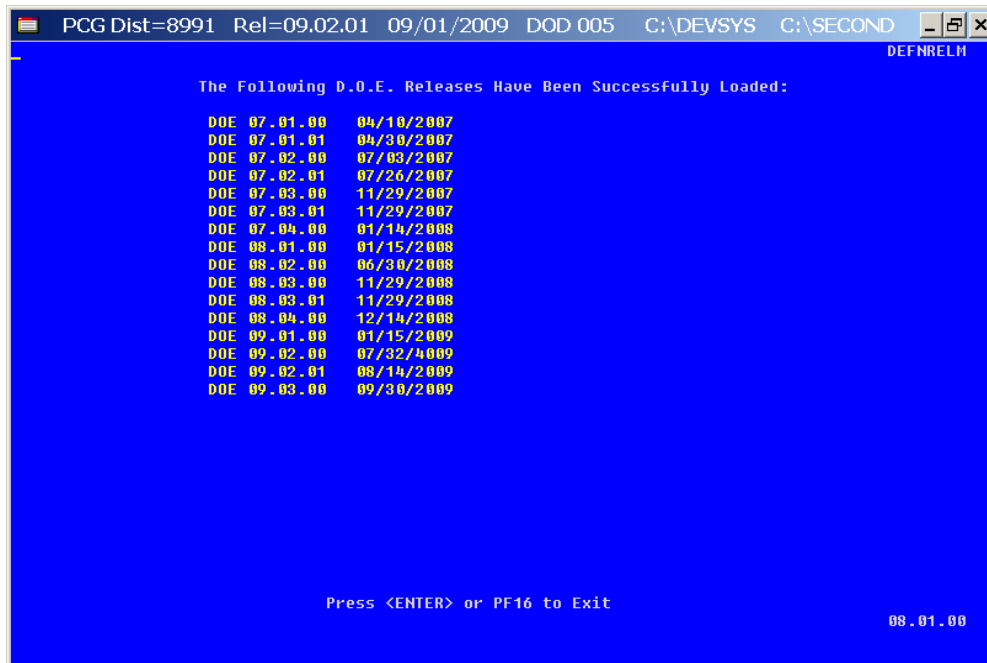 PCG Dist=8991 Rel=09.02.01 09/01/2009 DOD 005 C:\DEVSYS C:\SECOND
DEFNRELM
The Following D.O.E. Releases Have Been Successfully Loaded:
DOE 07.01.00 04/10/2007
DOE 07.01.01 04/30/2007
DOE 07.02.00 07/03/2007
DOE 07.02.01 07/26/2007
DOE 07.03.00 11/29/2007
DOE 07.03.01 11/29/2007
DOE 07.04.00 01/14/2008
DOE 08.01.00 01/15/2008
DOE 08.02.00 06/30/2008
DOE 08.03.00 11/29/2008
DOE 08.03.01 11/29/2008
DOE 08.04.00 12/14/2008
DOE 09.01.00 01/15/2009
DOE 09.02.00 07/32/4009
DOE 09.02.01 08/14/2009
DOE 09.03.00 09/30/2009
Press <ENTER> or PF16 to Exit
08.01.00